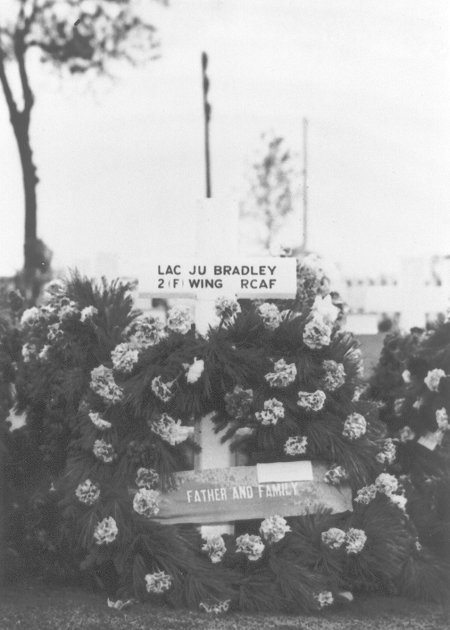 LAC JU BRADLEY
2(F) WING RCAF
FATHER AND FAMILY